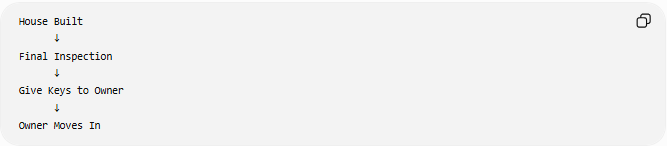 House Built
↓
Final Inspection
↓
Give Keys to Owner
↓
Owner Moves In